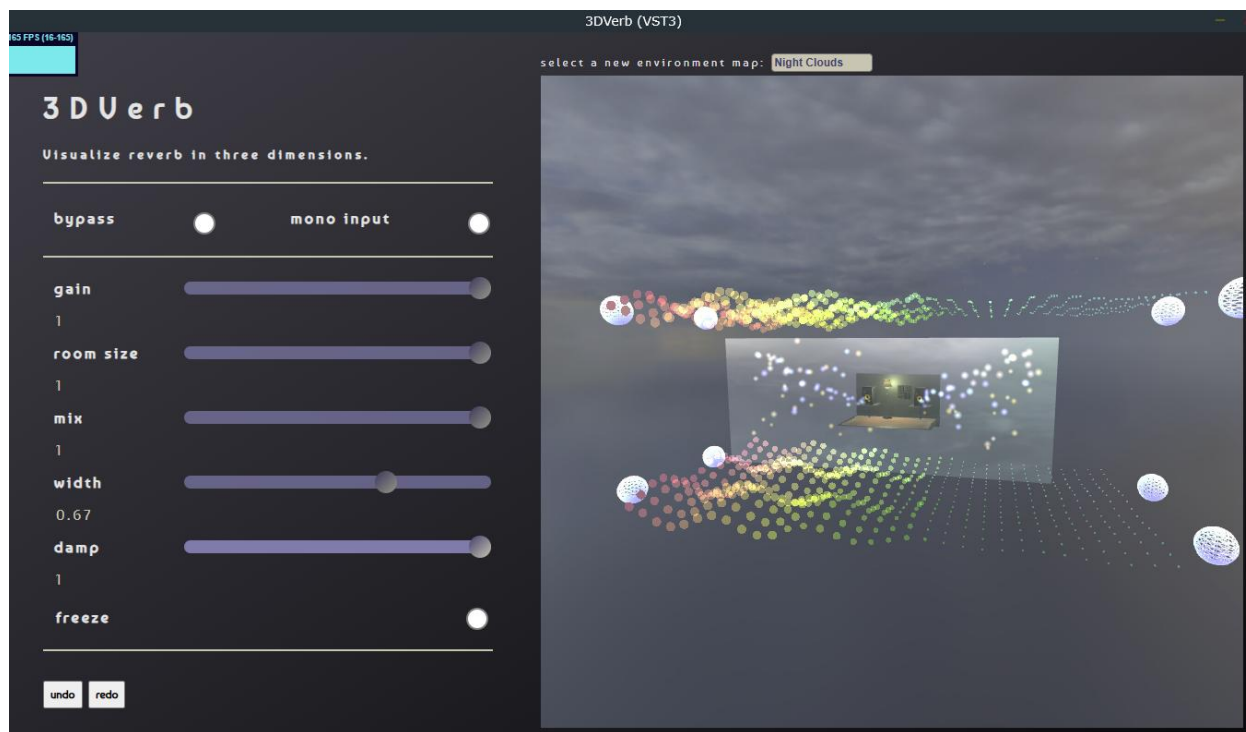 3DVerb (VST3)
165 FPS (16-165)
select a new environment map: Night Clouds
3DVerb
Visualize reverb in three dimensions.
bypass
mono input
gain
1
room size
1
mix
1
width
0.67
damp
1
freeze
undo
redo